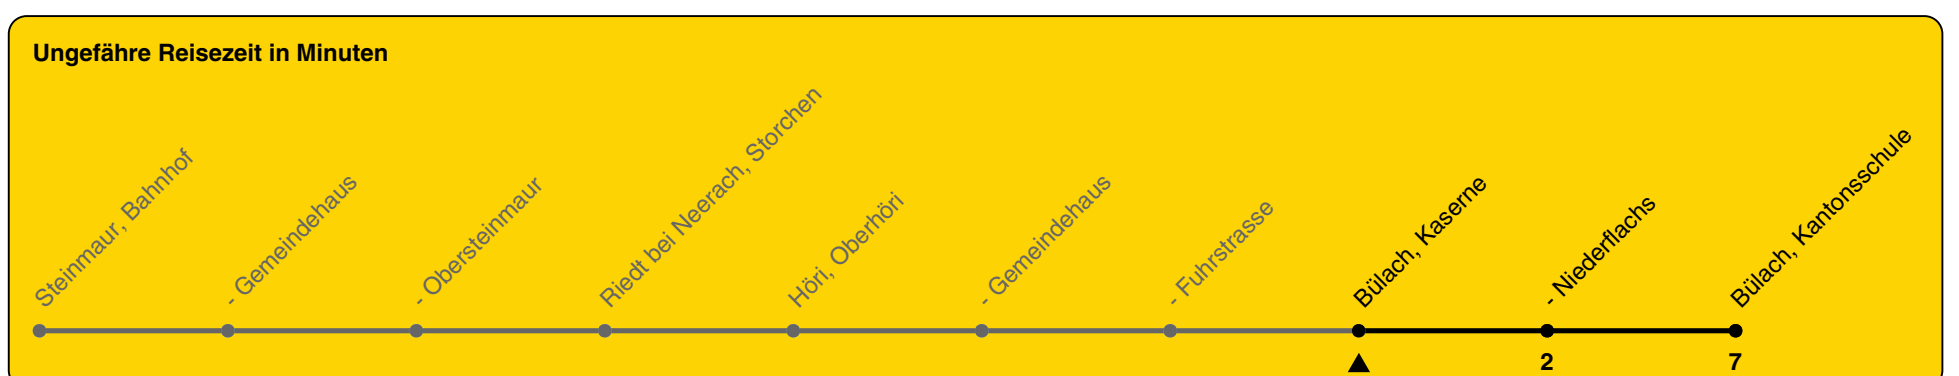 Ungefähre Reisezeit in Minuten
Steinmaur, Bahnhof
- Gemeindehaus
- Obersteinmaur
Riedt bei Neerach, Storchen
Höri, Oberhöri
- Gemeindehaus
- Fuhrstrasse
Bülach, Kaserne
- Niederflachs
Bülach, Kantonsschule
2 7